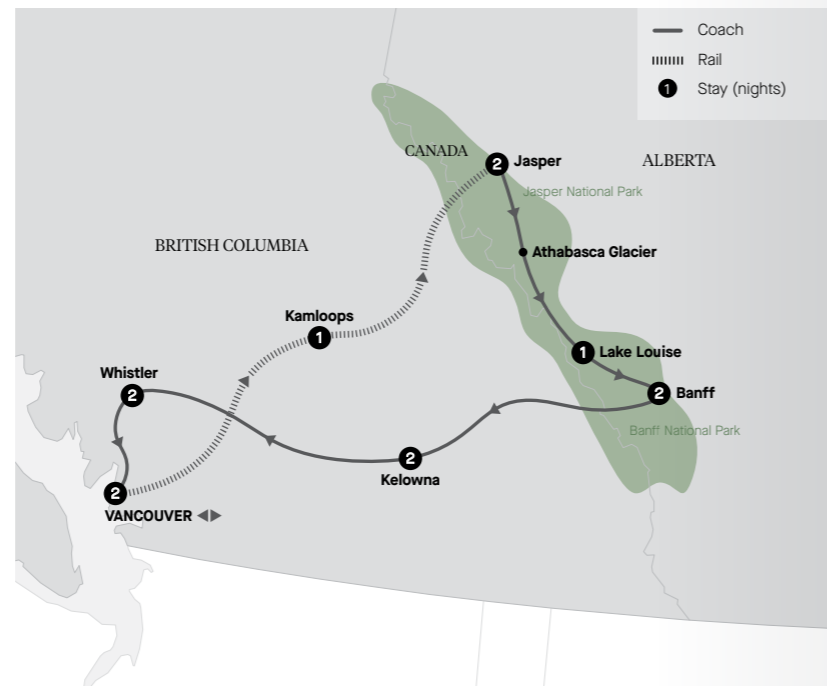 Coach
Rail
1 Stay (nights)
CANADA
2 Jasper
ALBERTA
Jasper National Park
BRITISH COLUMBIA
Athabasca Glacier
Kamloops
1
1 Lake Louise
Whistler
2
2 Banff
Banff National Park
2
Kelowna
2
VANCOUVER